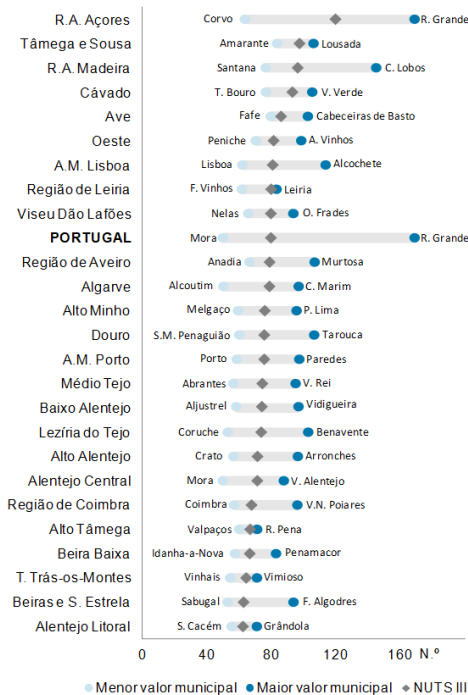 R.A. Açores Corvo R. Grande
Tâmega e Sousa Amarante Lousada
R.A. Madeira Santana C. Lobos
Cávado T. Bouro V. Verde
Ave Fafe Cabeceiras de Basto
Oeste Peniche A. Vinhos
A.M. Lisboa Lisboa Alcochete
Região de Leiria F. Vinhos Leiria
Viseu Dão Lafões Nelas O. Frades
PORTUGAL Mora R. Grande
Região de Aveiro Anadia Murtosa
Algarve Alcoutim C. Marim
Alto Minho Melgaço P. Lima
Douro S.M. Penaguião Tarouca
A.M. Porto Porto Paredes
Médio Tejo Abrantes V. Rei
Baixo Alentejo Aljustrel Vidigueira
Lezíria do Tejo Coruche Benavente
Alto Alentejo Crato Arronches
Alentejo Central Mora V. Alentejo
Região de Coimbra Coimbra V.N. Poiares
Alto Tâmega Valpaços R. Pena
Beira Baixa Idanha-a-Nova Penamacor
T. Trás-os-Montes Vinhais Vimioso
Beiras e S. Estrela Sabugal F. Algodres
Alentejo Litoral S. Cacém Grândola
0 40 80 120 160 N.º
Menor valor municipal Maior valor municipal NUTS III